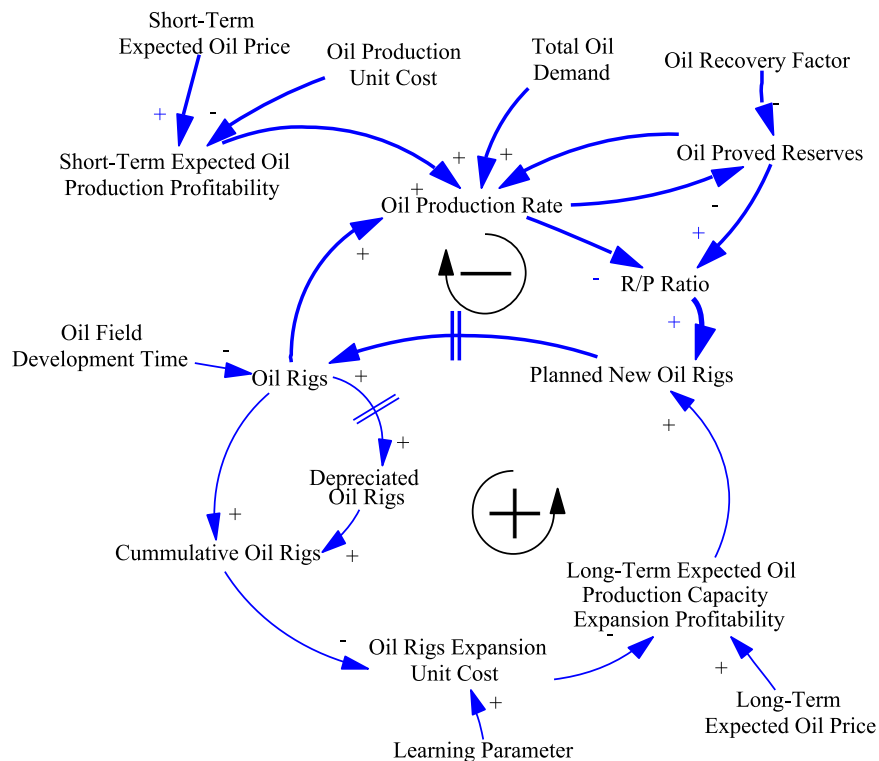 Short-Term
Expected Oil Price
Oil Production
Unit Cost
Total Oil
Demand
Oil Recovery Factor
+
-
-
Short-Term Expected Oil
Production Profitability
+
+
Oil Proved Reserves
+
Oil Production Rate
-
+
+
-
R/P Ratio
+
Oil Field
Development Time
-
Oil Rigs
+
Planned New Oil Rigs
+
+
Depreciated
Oil Rigs
+
Cummulative Oil Rigs
+
Long-Term Expected Oil
Production Capacity
Expansion Profitability
-
Oil Rigs Expansion
Unit Cost
-
+
+
Long-Term
Expected Oil Price
Learning Parameter